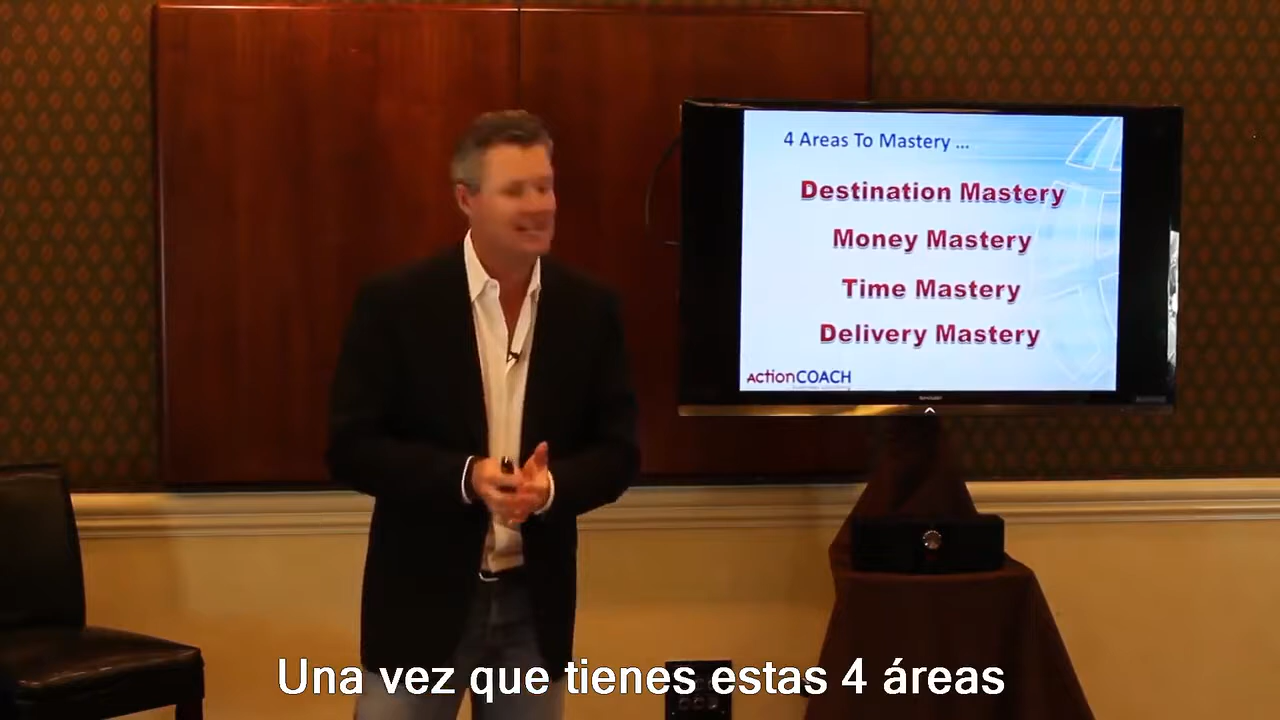 4 Areas To Mastery ...
Destination Mastery
Money Mastery
Time Mastery
Delivery Mastery
ActionCOACH
Una vez que tienes estas 4 áreas